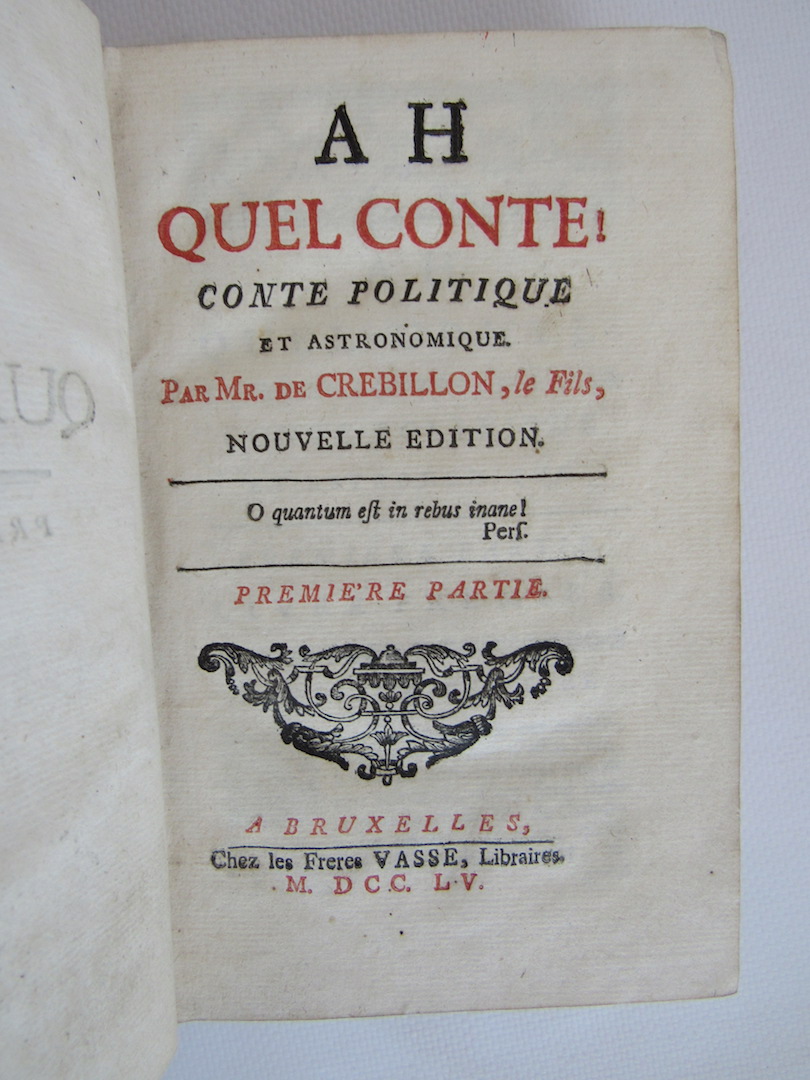 A H
QUEL CONTE!
CONTE POLITIQUE
ET ASTRONOMIQUE.
PAR MR. DE CREBILLON, le Fils,
NOUVELLE EDITION.
O quantum eſt in rebus inane!
Perſ.
PREMIE'RE PARTIE.
A BRUXELLES,
Chez les Freres VASSE, Libraires.
M. DCC. LV.